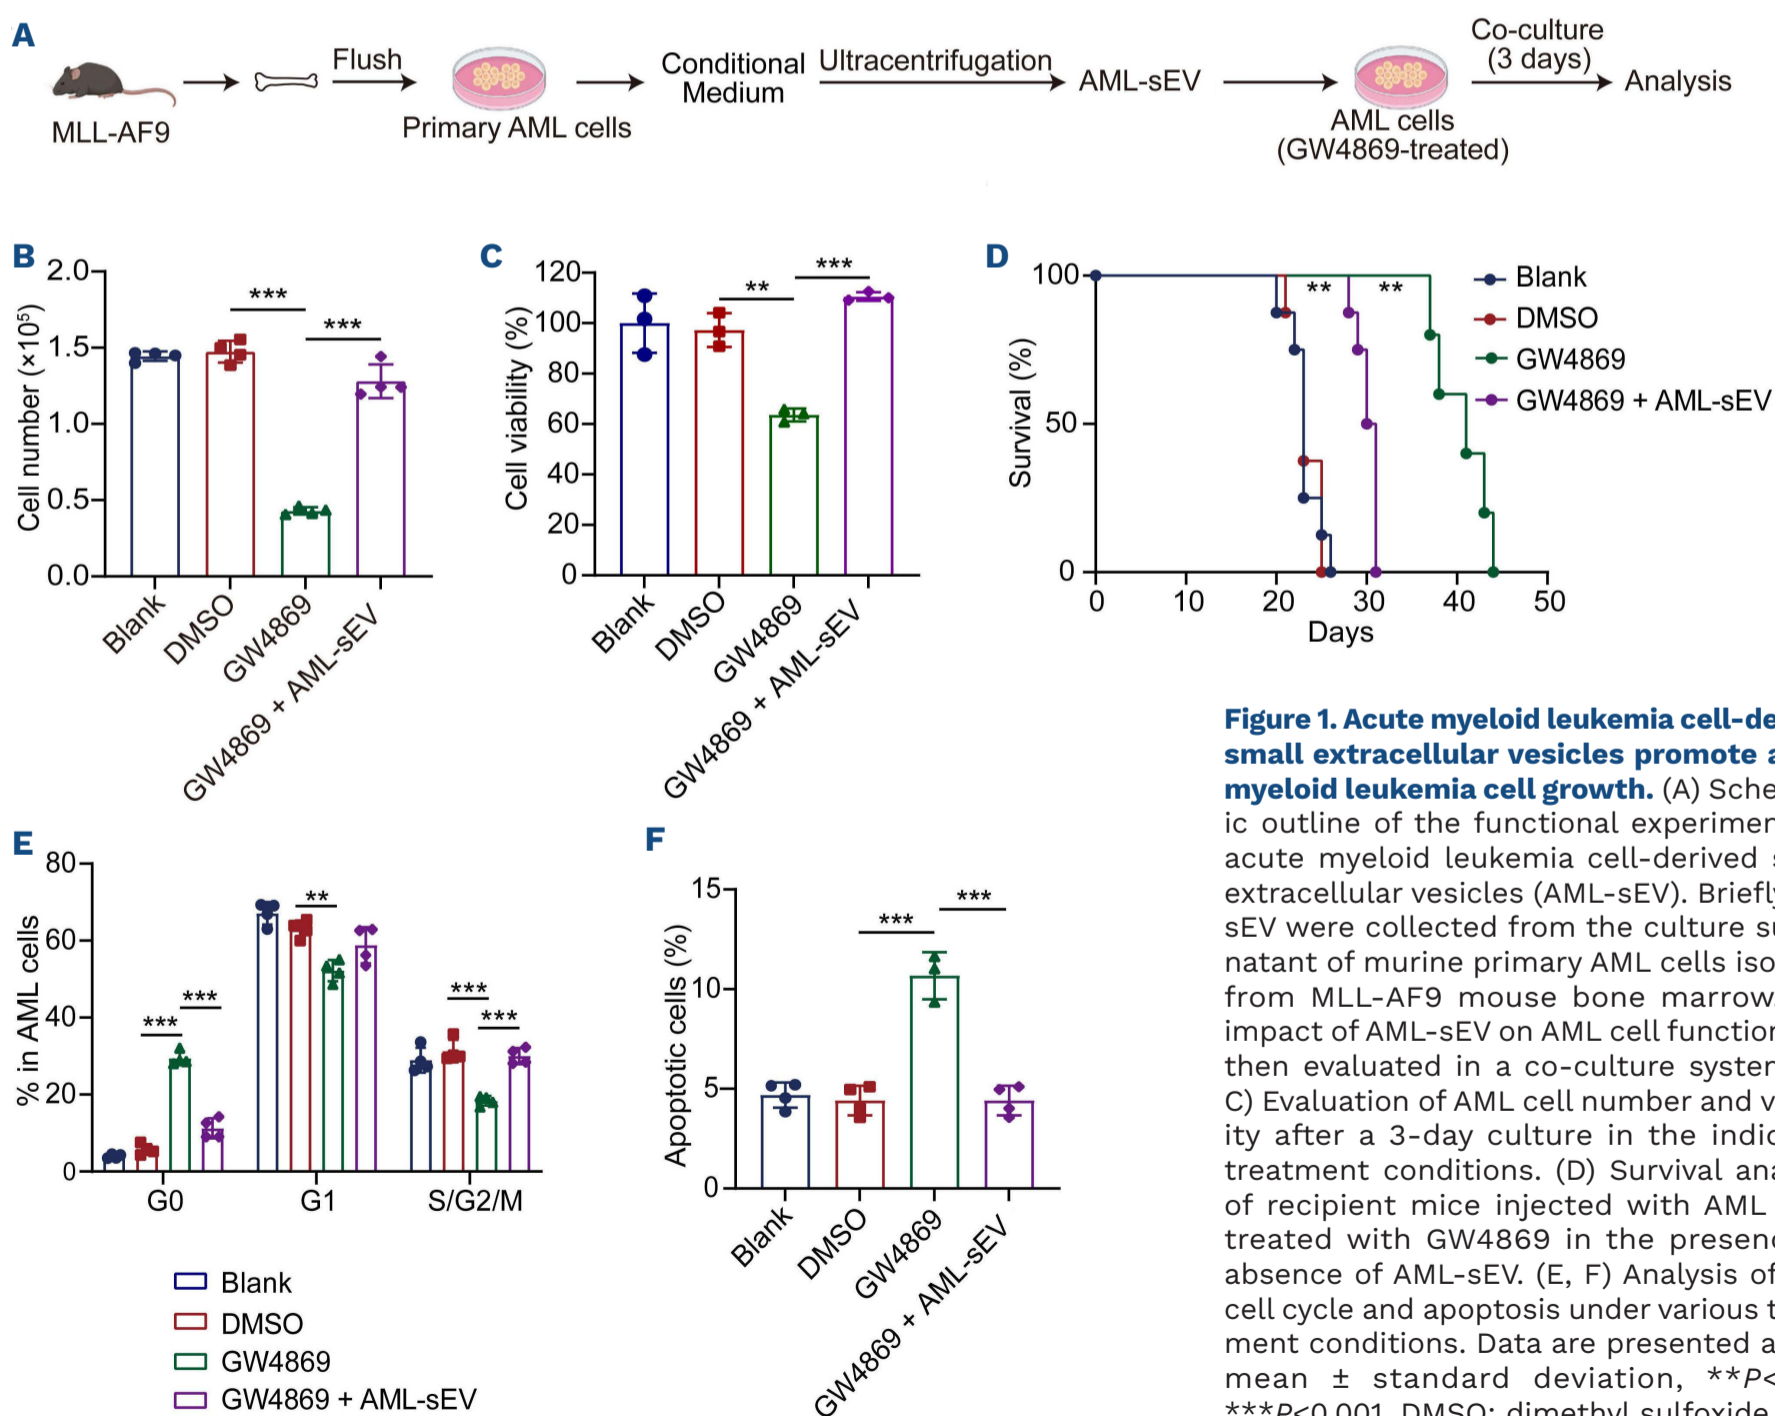 A
MLL-AF9
Flush
Primary AML cells
Conditional
Medium
Ultracentrifugation
AML-sEV
AML cells
(GW4869-treated)
Co-culture
(3 days)
Analysis
B
Cell number (×10⁵)
2.0
1.5
1.0
0.5
0.0
***
***
Blank
DMSO
GW4869
GW4869 + AML-sEV
C
Cell viability (%)
120
100
80
60
40
20
0
**
***
Blank
DMSO
GW4869
GW4869 + AML-sEV
D
Survival (%)
100
50
0
** **
0 10 20 30 40 50
Days
Blank
DMSO
GW4869
GW4869 + AML-sEV
E
% in AML cells
80
60
40
20
0
***
***
**
***
***
G0 G1 S/G2/M
Blank
DMSO
GW4869
GW4869 + AML-sEV
F
Apoptotic cells (%)
15
10
5
0
***
***
Blank
DMSO
GW4869
GW4869 + AML-sEV
Figure 1. Acute myeloid leukemia cell-de
small extracellular vesicles promote a
myeloid leukemia cell growth. (A) Sche
ic outline of the functional experimen
acute myeloid leukemia cell-derived s
extracellular vesicles (AML-sEV). Briefly
sEV were collected from the culture su
natant of murine primary AML cells iso
from MLL-AF9 mouse bone marrow.
impact of AML-sEV on AML cell function
then evaluated in a co-culture system
C) Evaluation of AML cell number and v
ity after a 3-day culture in the indic
treatment conditions. (D) Survival ana
of recipient mice injected with AML
treated with GW4869 in the presen
absence of AML-sEV. (E, F) Analysis of
cell cycle and apoptosis under various t
ment conditions. Data are presented a
mean ± standard deviation, **P<
***P<0.001. DMSO: dimethyl sulfoxide